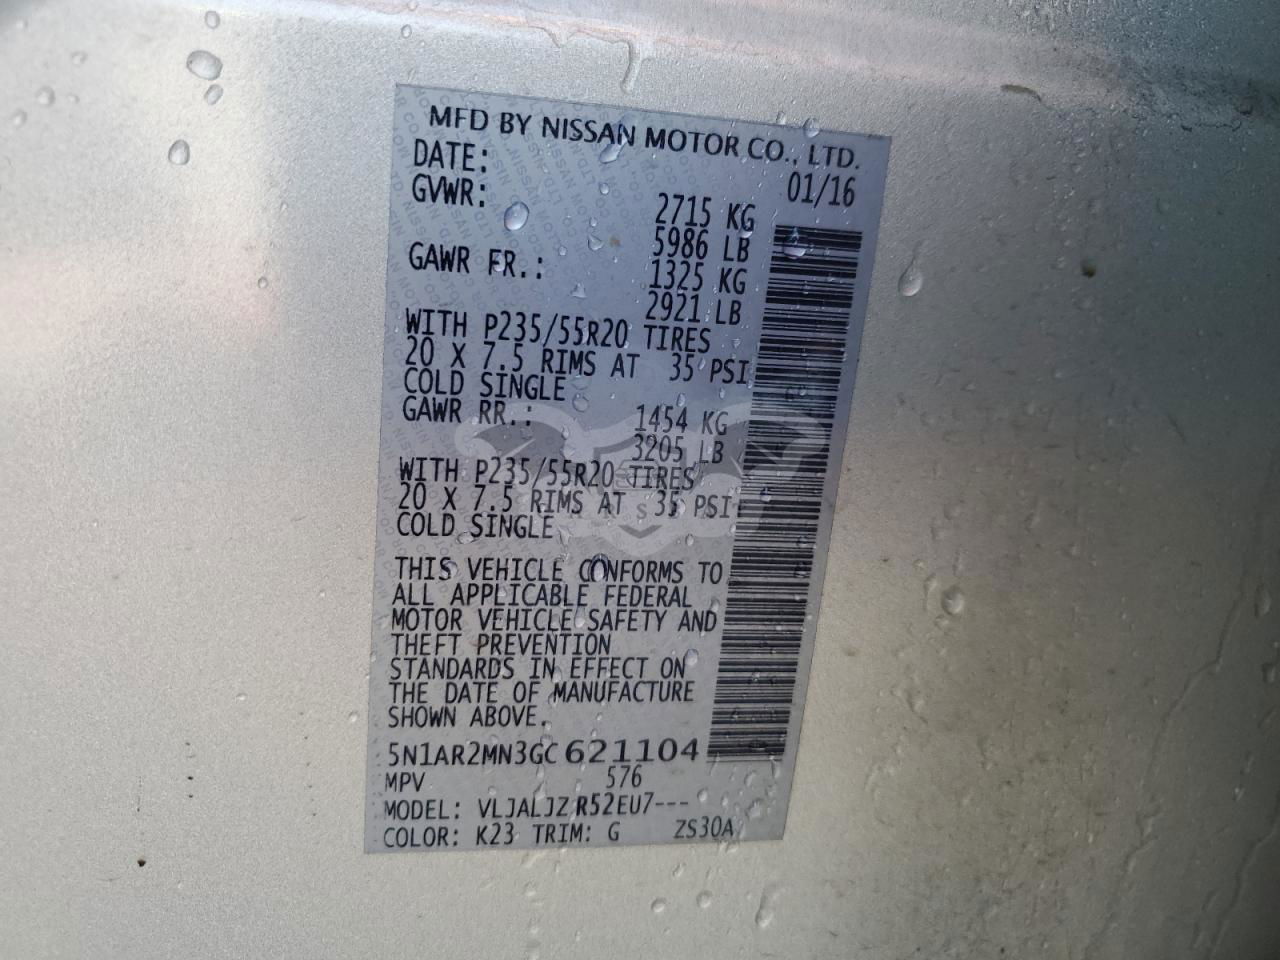 MFD BY NISSAN MOTOR CO., LTD.
DATE: 01/16
GVWR: 2715 KG
5986 LB
GAWR FR.: 1325 KG
2921 LB
WITH P235/55R20 TIRES
20 X 7.5 RIMS AT 35 PSI
COLD SINGLE
GAWR RR.: 1454 KG
3205 LB
WITH P235/55R20 TIRES
20 X 7.5 RIMS AT 35 PSI
COLD SINGLE
THIS VEHICLE CONFORMS TO
ALL APPLICABLE FEDERAL
MOTOR VEHICLE SAFETY AND
THEFT PREVENTION
STANDARDS IN EFFECT ON
THE DATE OF MANUFACTURE
SHOWN ABOVE.
5N1AR2MN3GC621104
MPV 576
MODEL: VLJALJZR52EU7---
COLOR: K23 TRIM: G ZS30A